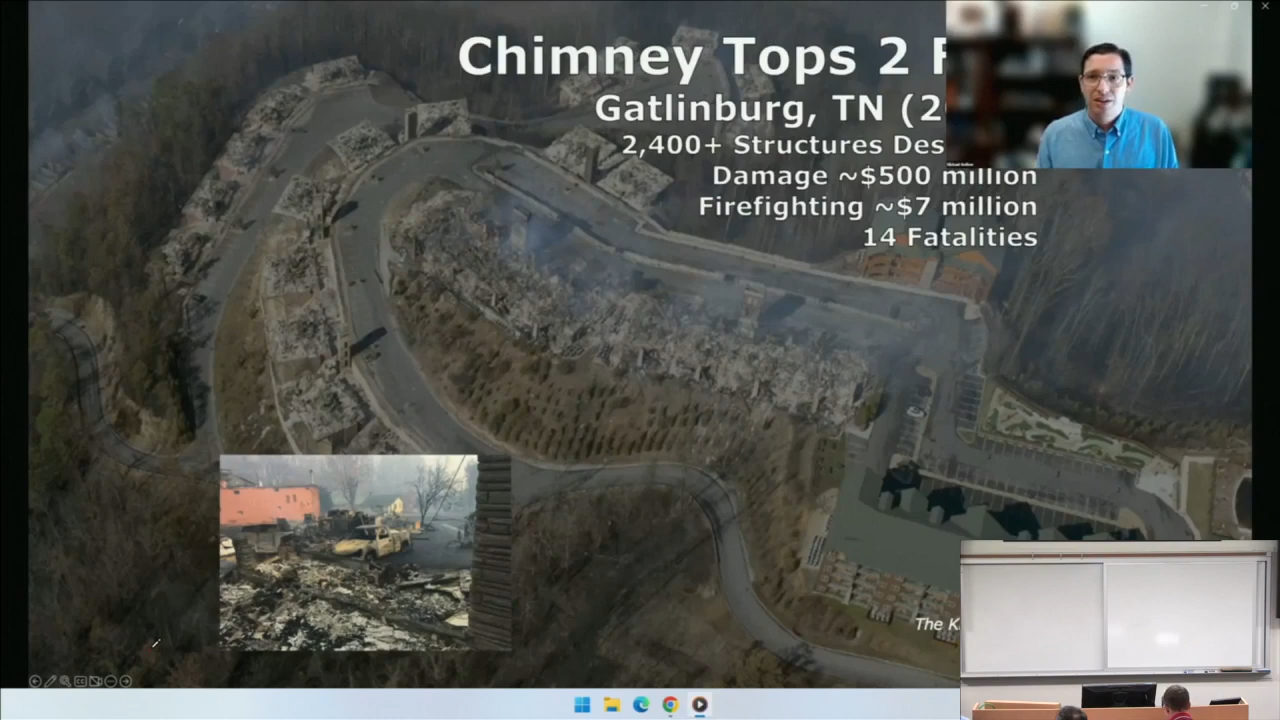 Chimney Tops 2 F
Gatlinburg, TN (2
2,400+ Structures Des
Damage ~$500 million
Firefighting ~$7 million
14 Fatalities
The K